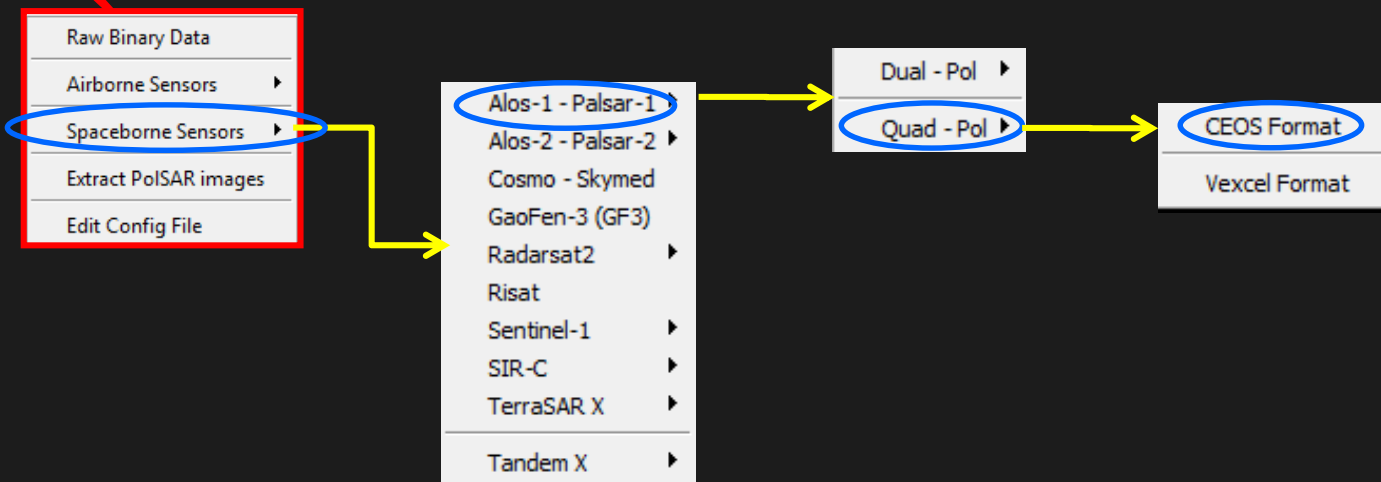 Raw Binary Data
Airborne Sensors
Spaceborne Sensors
Extract PolSAR images
Edit Config File
Alos-1 - Palsar-1
Alos-2 - Palsar-2
Cosmo - Skymed
GaoFen-3 (GF3)
Radarsat2
Risat
Sentinel-1
SIR-C
TerraSAR X
Tandem X
Dual - Pol
Quad - Pol
CEOS Format
Vexcel Format